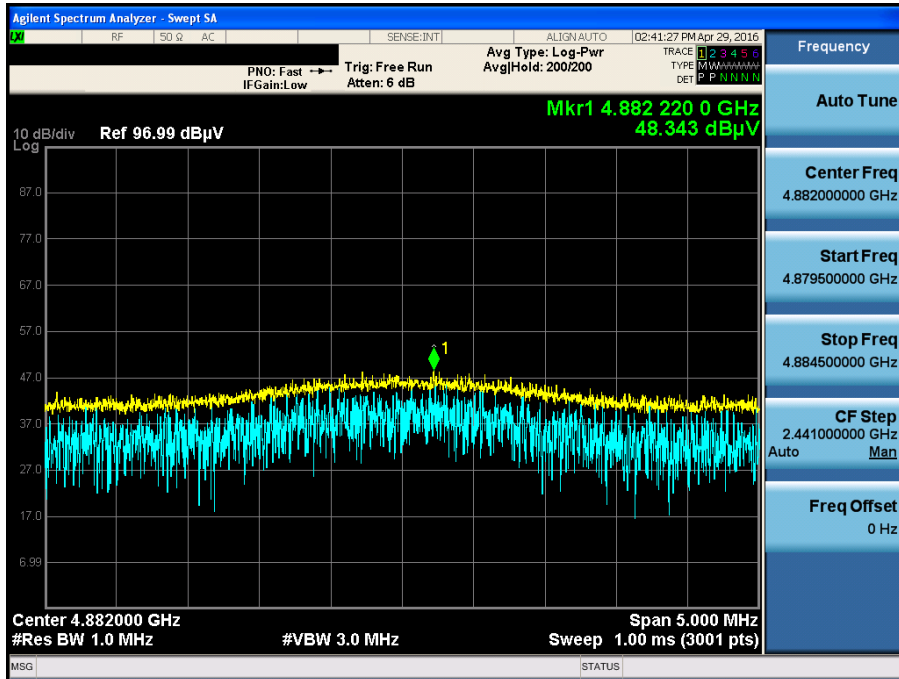 Agilent Spectrum Analyzer - Swept SA
LXI RF 50 Ω AC SENSE:INT ALIGN AUTO 02:41:27 PM Apr 29, 2016
PNO: Fast
IFGain:Low
Trig: Free Run
Atten: 6 dB
Avg Type: Log-Pwr
Avg|Hold: 200/200
TRACE 1 2 3 4 5 6
TYPE M W W W W W
DET P P N N N N
Mkr1 4.882 220 0 GHz
48.343 dBµV
10 dB/div Ref 96.99 dBµV
Log
87.0
77.0
67.0
57.0
47.0
37.0
27.0
17.0
6.99
1
Center 4.882000 GHz Span 5.000 MHz
#Res BW 1.0 MHz #VBW 3.0 MHz Sweep 1.00 ms (3001 pts)
MSG STATUS
Frequency
Auto Tune
Center Freq
4.882000000 GHz
Start Freq
4.879500000 GHz
Stop Freq
4.884500000 GHz
CF Step
2.441000000 GHz
Auto Man
Freq Offset
0 Hz